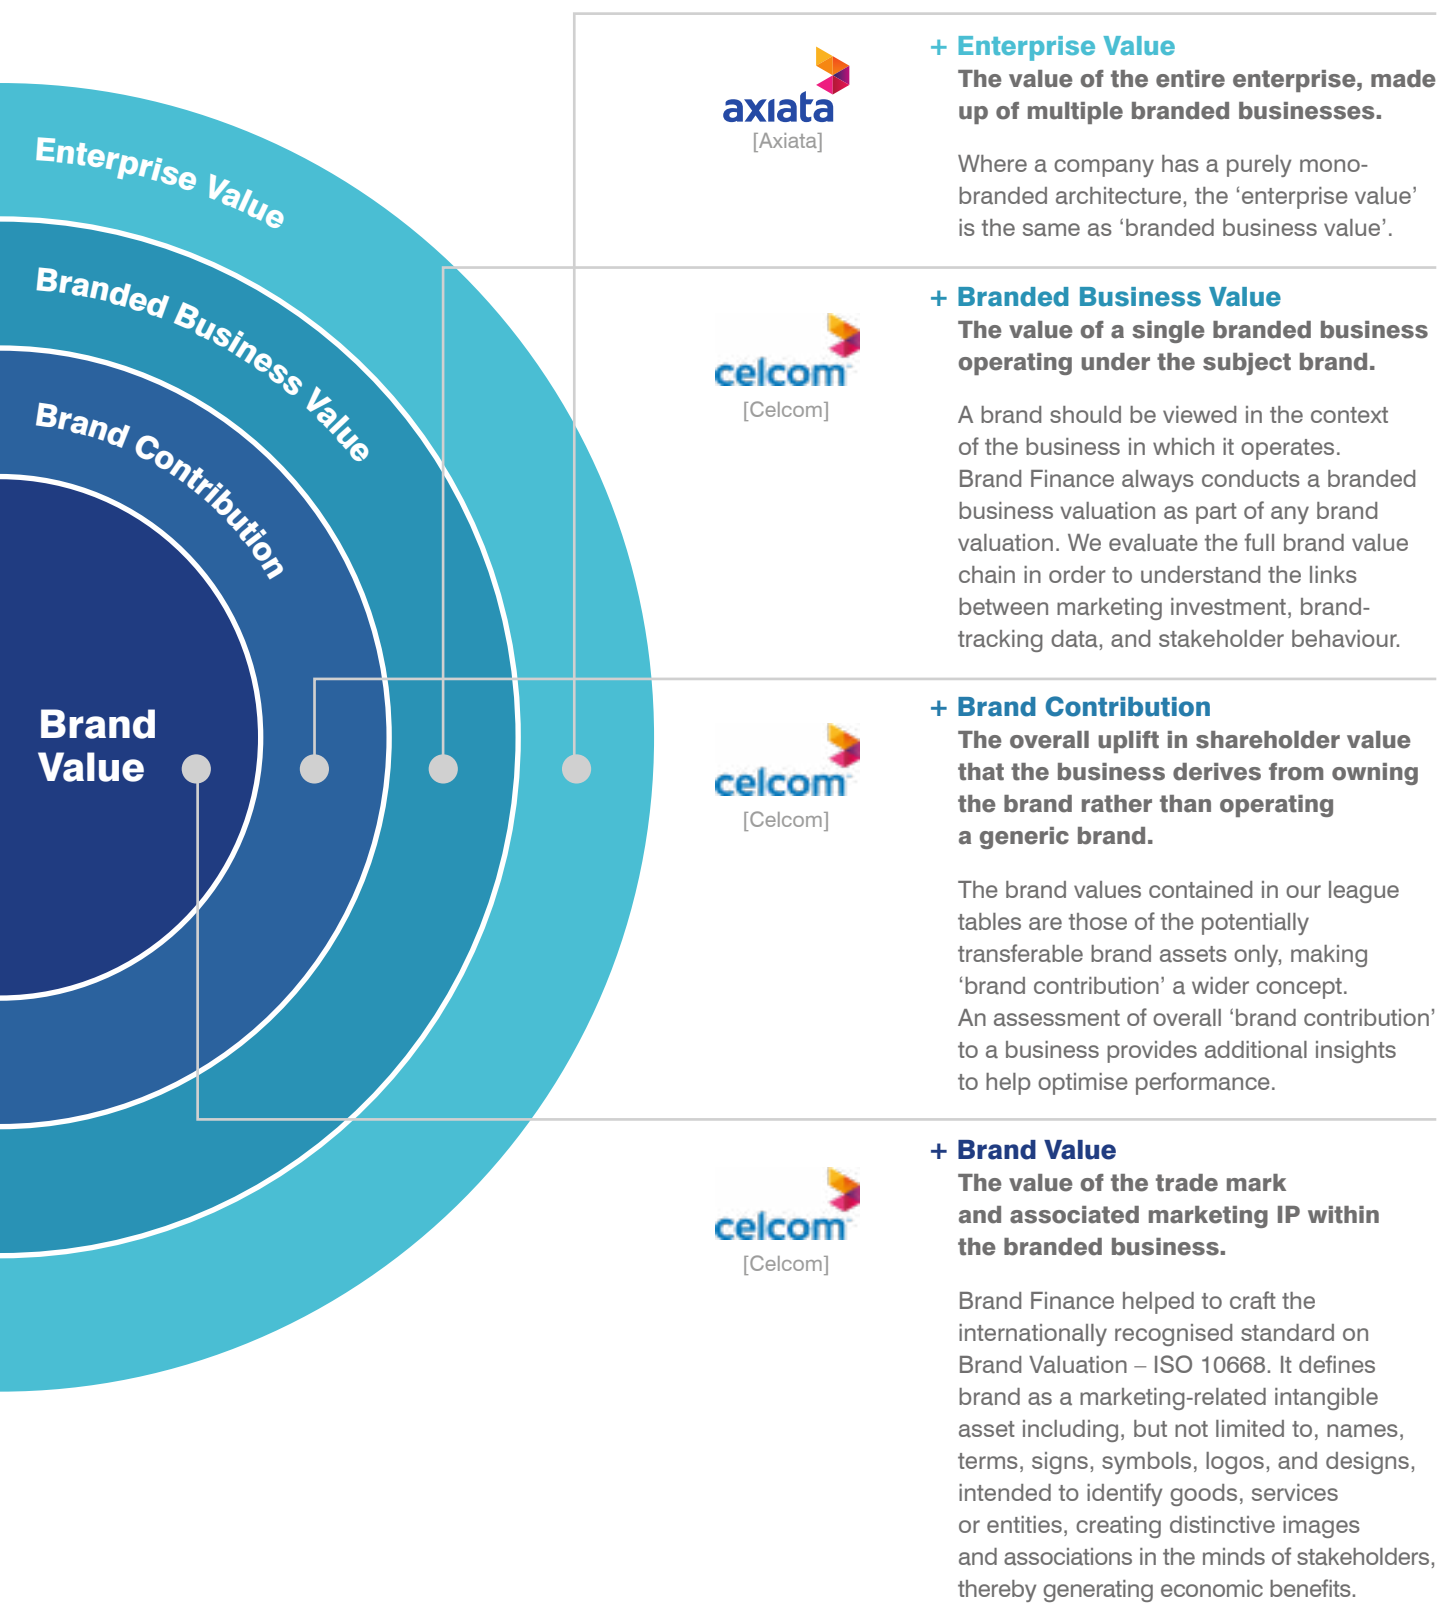 Enterprise Value
Branded Business Value
Brand Contribution
Brand
Value
axiata
[Axiata]
+ Enterprise Value
The value of the entire enterprise, made
up of multiple branded businesses.
Where a company has a purely mono-
branded architecture, the ‘enterprise value’
is the same as ‘branded business value’.
celcom
[Celcom]
+ Branded Business Value
The value of a single branded business
operating under the subject brand.
A brand should be viewed in the context
of the business in which it operates.
Brand Finance always conducts a branded
business valuation as part of any brand
valuation. We evaluate the full brand value
chain in order to understand the links
between marketing investment, brand-
tracking data, and stakeholder behaviour.
celcom
[Celcom]
+ Brand Contribution
The overall uplift in shareholder value
that the business derives from owning
the brand rather than operating
a generic brand.
The brand values contained in our league
tables are those of the potentially
transferable brand assets only, making
‘brand contribution’ a wider concept.
An assessment of overall ‘brand contribution’
to a business provides additional insights
to help optimise performance.
celcom
[Celcom]
+ Brand Value
The value of the trade mark
and associated marketing IP within
the branded business.
Brand Finance helped to craft the
internationally recognised standard on
Brand Valuation – ISO 10668. It defines
brand as a marketing-related intangible
asset including, but not limited to, names,
terms, signs, symbols, logos, and designs,
intended to identify goods, services
or entities, creating distinctive images
and associations in the minds of stakeholders,
thereby generating economic benefits.